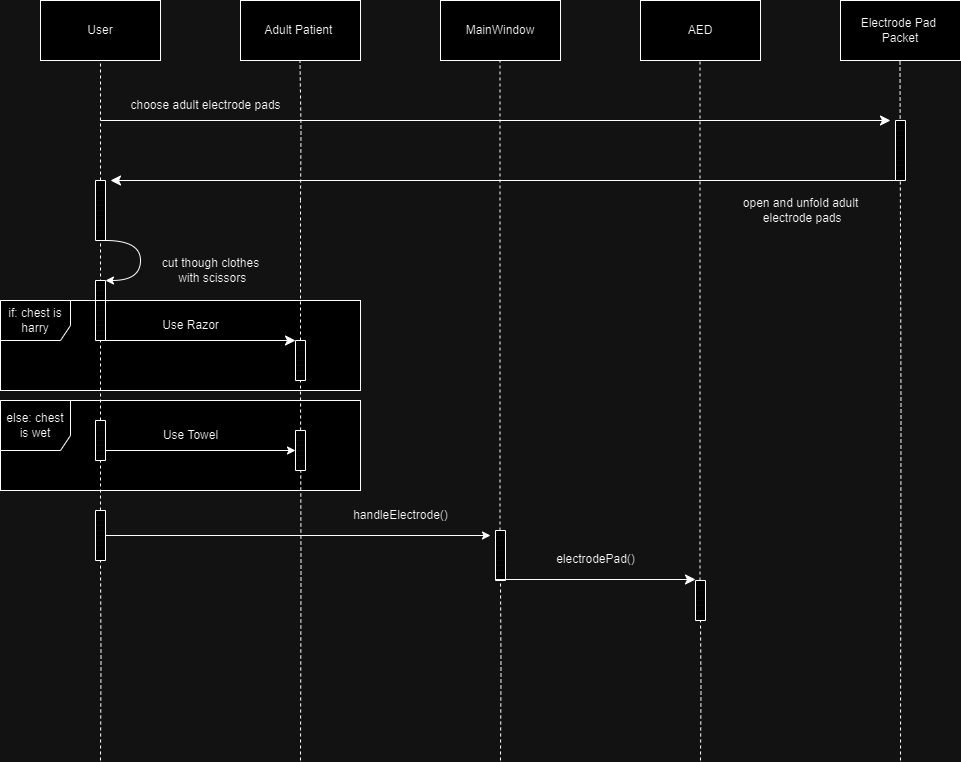 User
Adult Patient
MainWindow
AED
Electrode Pad
Packet
choose adult electrode pads
open and unfold adult
electrode pads
cut though clothes
with scissors
if: chest is
harry
Use Razor
else: chest
is wet
Use Towel
handleElectrode()
electrodePad()